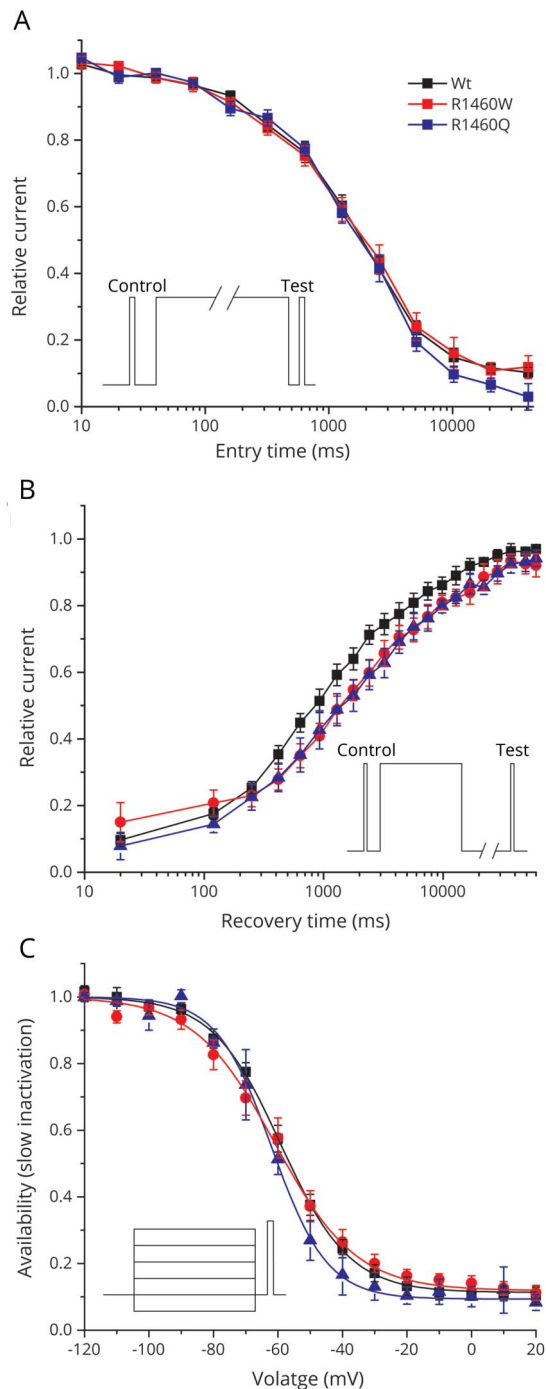 A
1.0
0.8
0.6
0.4
0.2
0.0
Relative current
Wt
R1460W
R1460Q
Control
Test
10 100 1000 10000
Entry time (ms)
B
1.0
0.8
0.6
0.4
0.2
0.0
Relative current
Control
Test
10 100 1000 10000
Recovery time (ms)
C
1.0
0.8
0.6
0.4
0.2
0.0
Availability (slow inactivation)
-120 -100 -80 -60 -40 -20 0 20
Volatge (mV)